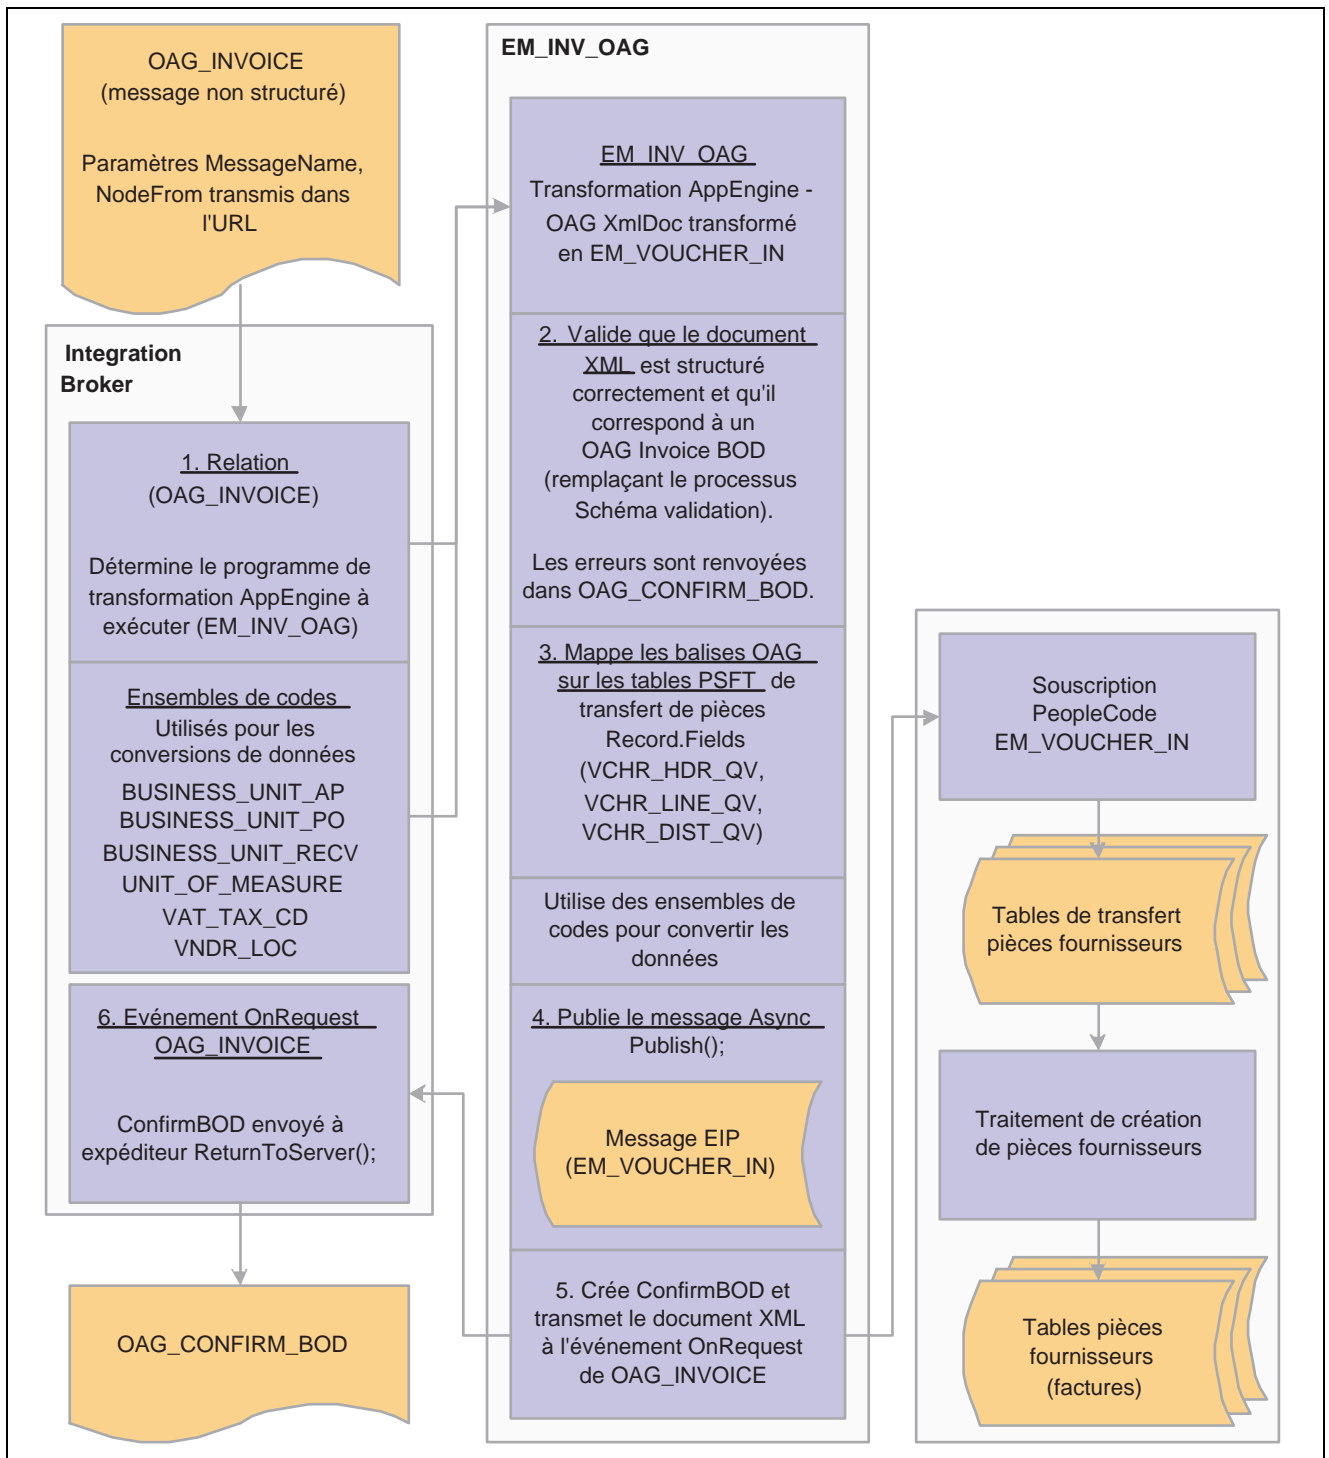 OAG_INVOICE
(message non structuré)
Paramètres MessageName,
NodeFrom transmis dans
l'URL
Integration
Broker
1. Relation
(OAG_INVOICE)
Détermine le programme de
transformation AppEngine à
exécuter (EM_INV_OAG)
Ensembles de codes
Utilisés pour les
conversions de données
BUSINESS_UNIT_AP
BUSINESS_UNIT_PO
BUSINESS_UNIT_RECV
UNIT_OF_MEASURE
VAT_TAX_CD
VNDR_LOC
6. Evénement OnRequest
OAG_INVOICE
ConfirmBOD envoyé à
expéditeur ReturnToServer();
OAG_CONFIRM_BOD
EM_INV_OAG
EM_INV_OAG
Transformation AppEngine -
OAG XmlDoc transformé
en EM_VOUCHER_IN
2. Valide que le document
XML est structuré
correctement et qu'il
correspond à un
OAG Invoice BOD
(remplaçant le processus
Schéma validation).
Les erreurs sont renvoyées
dans OAG_CONFIRM_BOD.
3. Mappe les balises OAG
sur les tables PSFT de
transfert de pièces
Record.Fields
(VCHR_HDR_QV,
VCHR_LINE_QV,
VCHR_DIST_QV)
Utilise des ensembles de
codes pour convertir les
données
4. Publie le message Async
Publish();
Message EIP
(EM_VOUCHER_IN)
5. Crée ConfirmBOD et
transmet le document XML
à l'événement OnRequest
de OAG_INVOICE
Souscription
PeopleCode
EM_VOUCHER_IN
Tables de transfert
pièces fournisseurs
Traitement de création
de pièces fournisseurs
Tables pièces
fournisseurs
(factures)